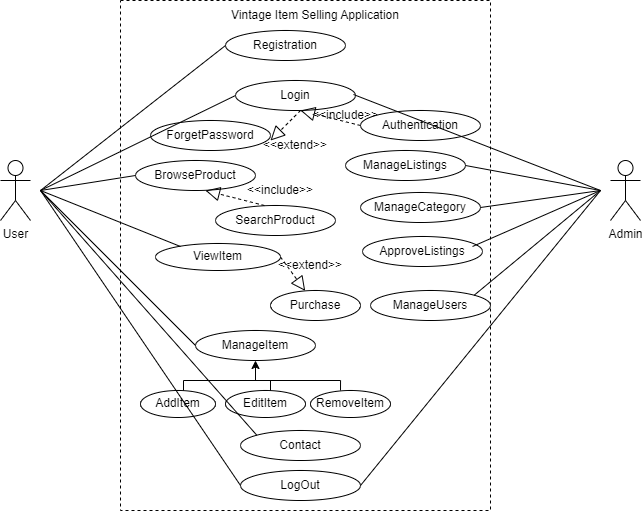 Vintage Item Selling Application
Registration
Login
<<include>>
ForgetPassword
Authentication
<<extend>>
BrowseProduct
ManageListings
<<include>>
SearchProduct
ManageCategory
User
Admin
ViewItem
ApproveListings
<<extend>>
Purchase
ManageUsers
ManageItem
AddItem
EditItem
RemoveItem
Contact
LogOut